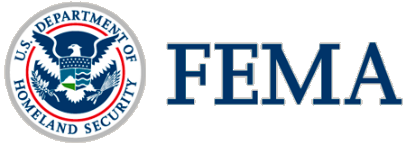 U.S. DEPARTMENT OF
HOMELAND SECURITY
FEMA